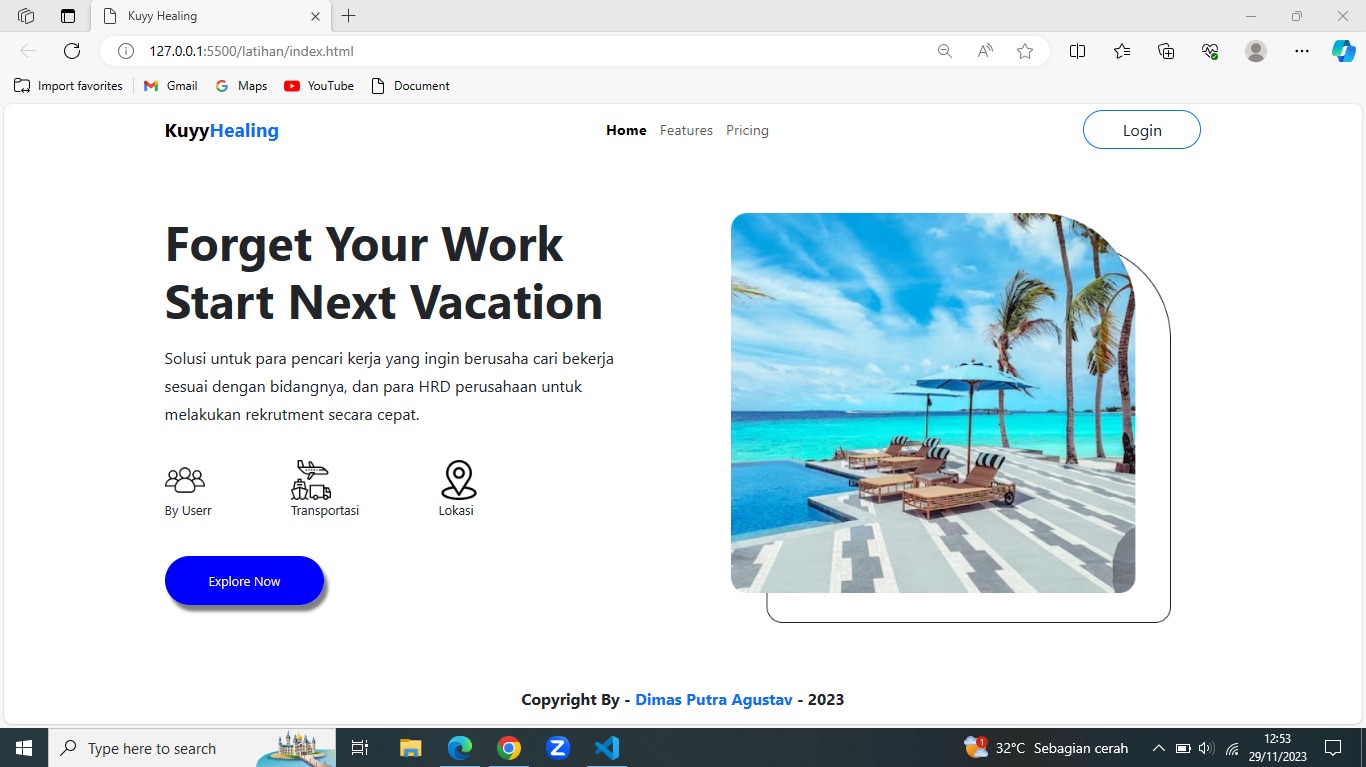 Kuyy Healing
127.0.0.1:5500/latihan/index.html
Import favorites
Gmail
Maps
YouTube
Document
KuyyHealing
Home Features Pricing
Login
Forget Your Work
Start Next Vacation
Solusi untuk para pencari kerja yang ingin berusaha cari bekerja
sesuai dengan bidangnya, dan para HRD perusahaan untuk
melakukan rekrutment secara cepat.
By Userr
Transportasi
Lokasi
Explore Now
Copyright By - Dimas Putra Agustav - 2023
Type here to search
1
32°C Sebagian cerah
12:53
29/11/2023